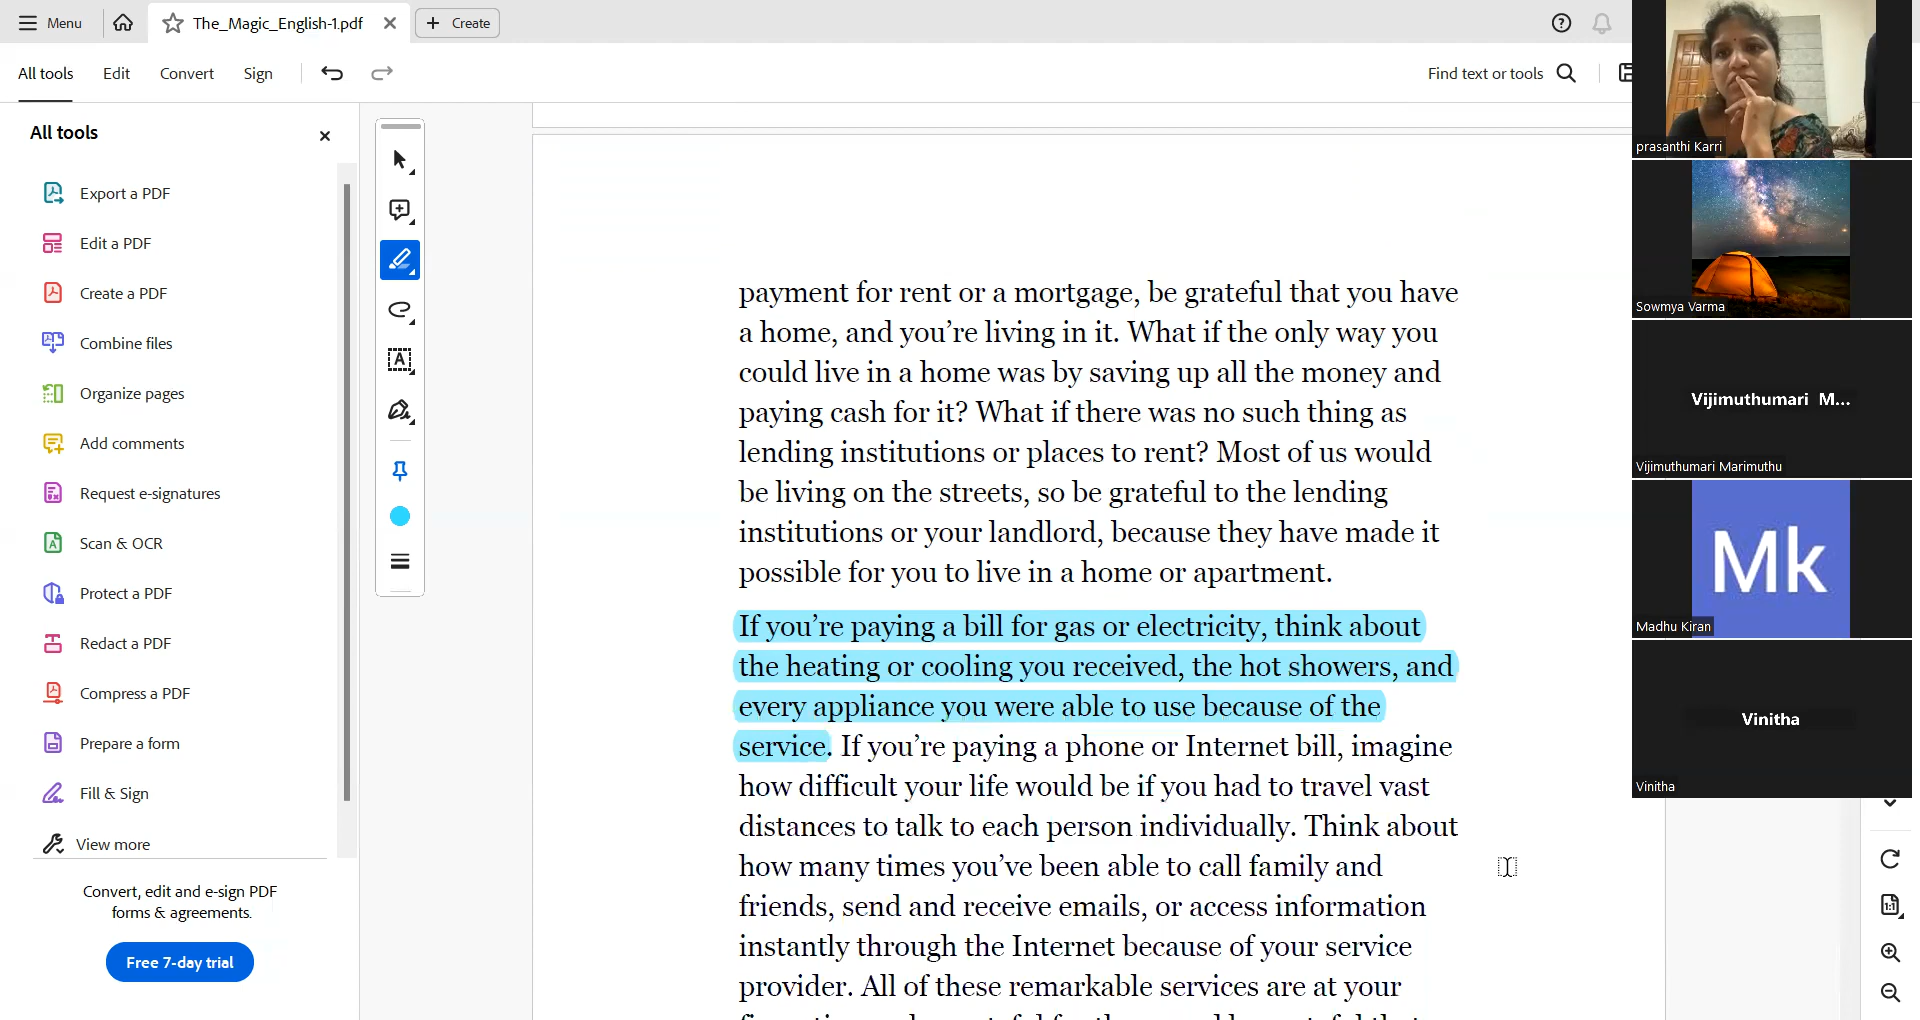 Menu
The_Magic_English-1.pdf
Create
All tools
Edit
Convert
Sign
Find text or tools
All tools
Export a PDF
Edit a PDF
Create a PDF
Combine files
Organize pages
Add comments
Request e-signatures
Scan & OCR
Protect a PDF
Redact a PDF
Compress a PDF
Prepare a form
Fill & Sign
View more
Convert, edit and e-sign PDF
forms & agreements.
Free 7-day trial
payment for rent or a mortgage, be grateful that you have
a home, and you’re living in it. What if the only way you
could live in a home was by saving up all the money and
paying cash for it? What if there was no such thing as
lending institutions or places to rent? Most of us would
be living on the streets, so be grateful to the lending
institutions or your landlord, because they have made it
possible for you to live in a home or apartment.
If you’re paying a bill for gas or electricity, think about
the heating or cooling you received, the hot showers, and
every appliance you were able to use because of the
service. If you’re paying a phone or Internet bill, imagine
how difficult your life would be if you had to travel vast
distances to talk to each person individually. Think about
how many times you’ve been able to call family and
friends, send and receive emails, or access information
instantly through the Internet because of your service
provider. All of these remarkable services are at your
prasanthi Karri
Sowmya Varma
Vijimuthumari M...
Vijimuthumari Marimuthu
Mk
Madhu Kiran
Vinitha
Vinitha
1:1